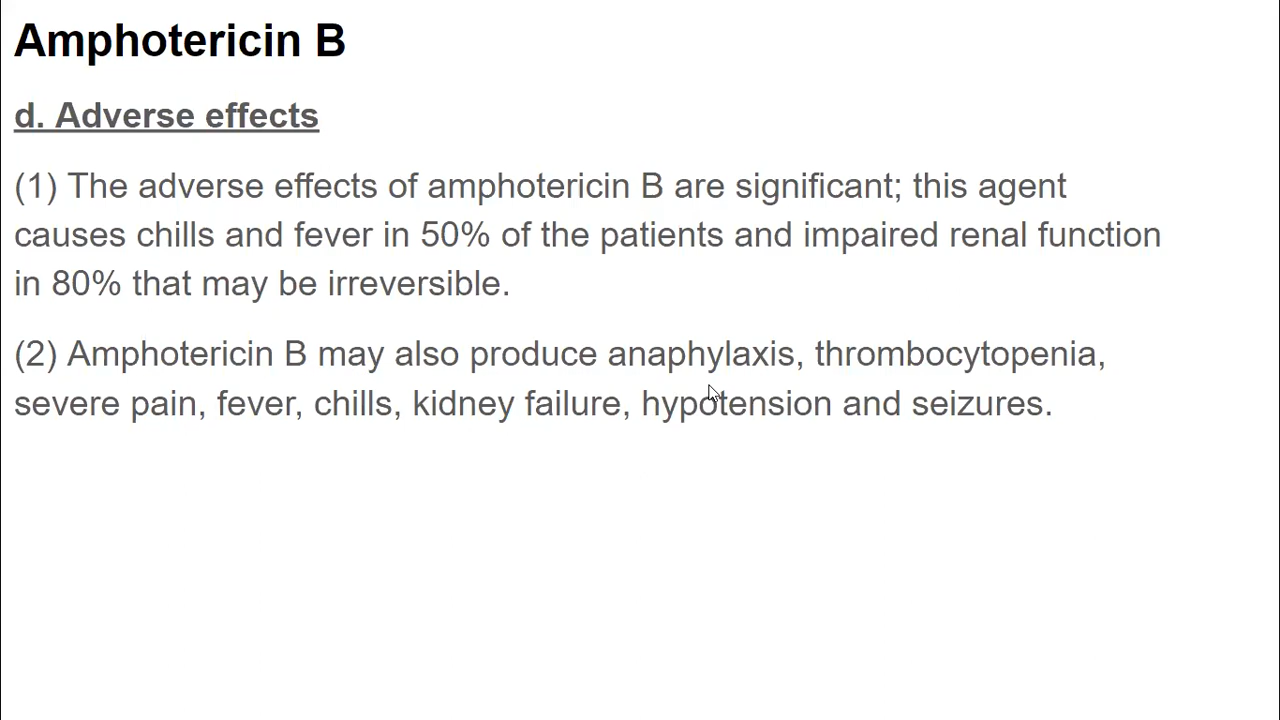 Amphotericin B
d. Adverse effects
(1) The adverse effects of amphotericin B are significant; this agent
causes chills and fever in 50% of the patients and impaired renal function
in 80% that may be irreversible.
(2) Amphotericin B may also produce anaphylaxis, thrombocytopenia,
severe pain, fever, chills, kidney failure, hypotension and seizures.